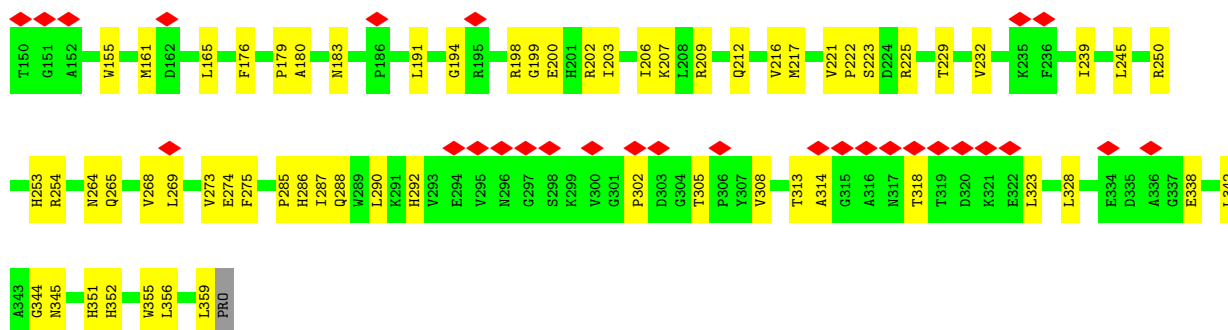 T150 G151 A152 W155 M161 D162 L165 F176 P179 A180 N183 P186 L191 G194 R195 R198 G199 E200 H201 R202 I203 I206 K207 L208 R209 Q212 V216 M217 V221 P222 S223 D224 R225 T229 V232 K235 F236 I239 L245 R250
H253 R254 N264 Q265 V268 L269 V273 E274 F275 P285 H286 I287 Q288 W289 L290 K291 H292 V293 E294 V295 N296 G297 S298 K299 V300 G301 P302 D303 G304 T305 P306 Y307 V308 T313 A314 G315 A316 N317 T318 T319 D320 K321 E322 L323 L328 E334 D335 A336 G337 E338 L342
A343 G344 N345 H351 H352 W355 L356 L359 PRO